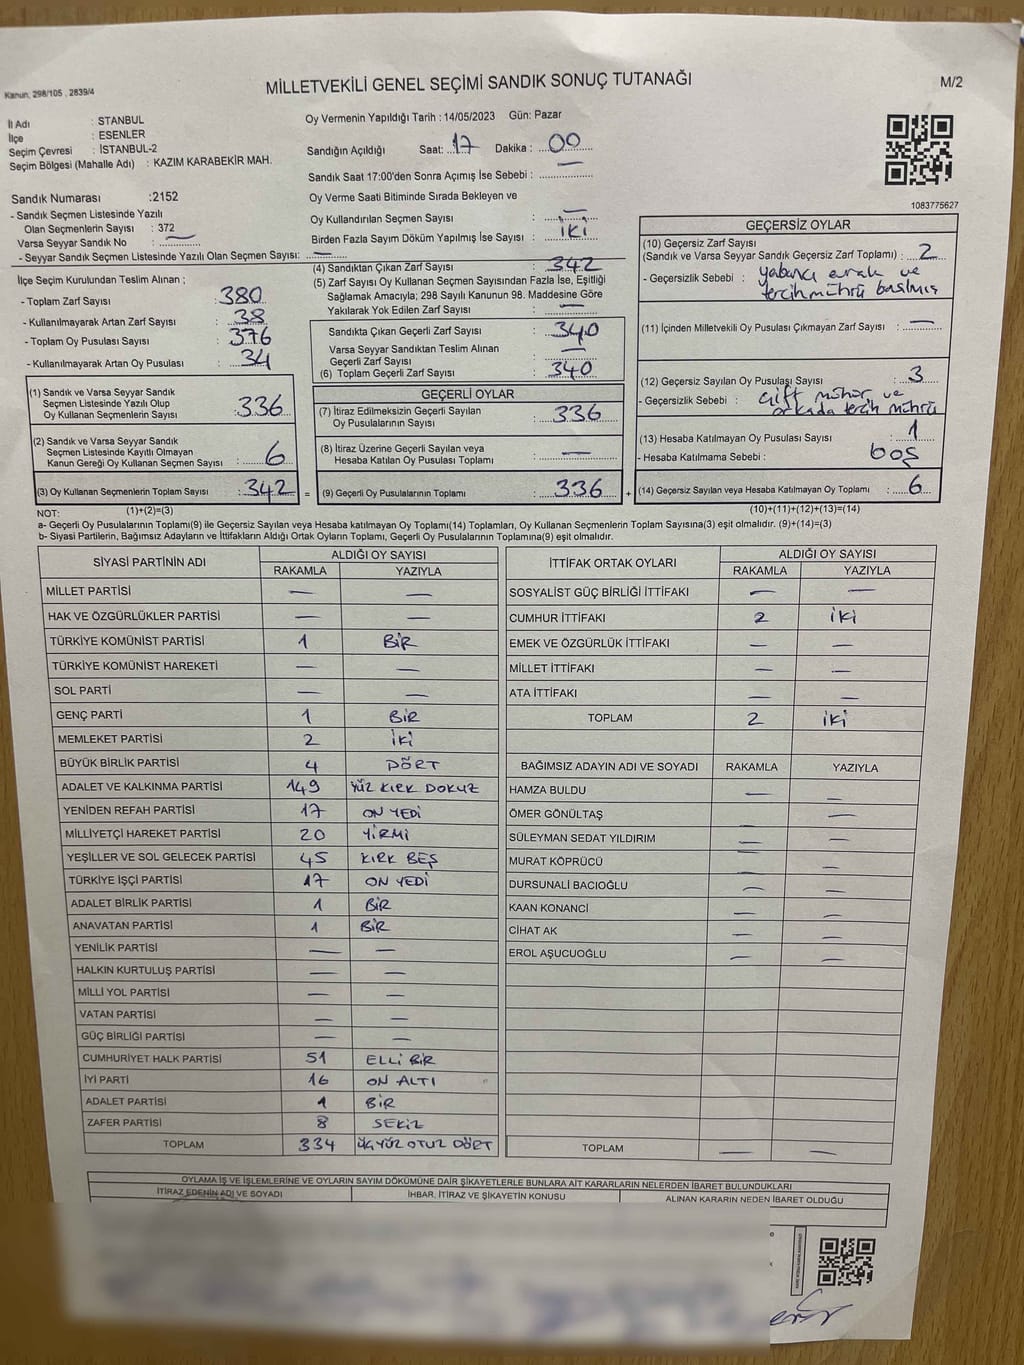 Kanun, 298/105 , 2839/4
MİLLETVEKİLİ GENEL SEÇİMİ SANDIK SONUÇ TUTANAĞI
M/2
İl Adı : STANBUL
İlçe : ESENLER
Seçim Çevresi : İSTANBUL-2
Seçim Bölgesi (Mahalle Adı) : KAZIM KARABEKİR MAH.
Sandık Numarası :2152
- Sandık Seçmen Listesinde Yazılı
Olan Seçmenlerin Sayısı : 372
Varsa Seyyar Sandık No :
- Seyyar Sandık Seçmen Listesinde Yazılı Olan Seçmen Sayısı: —
Oy Vermenin Yapıldığı Tarih : 14/05/2023 Gün: Pazar
Sandığın Açıldığı Saat: 17 Dakika : 00
Sandık Saat 17:00'den Sonra Açımış İse Sebebi : —
Oy Verme Saati Bitiminde Sırada Bekleyen ve
Oy Kullandırılan Seçmen Sayısı : —
Birden Fazla Sayım Döküm Yapılmış İse Sayısı : iki
1083775627
İlçe Seçim Kurulundan Teslim Alınan ;
- Toplam Zarf Sayısı : 380
- Kullanılmayarak Artan Zarf Sayısı : 38
- Toplam Oy Pusulası Sayısı : 376
- Kullanılmayarak Artan Oy Pusulası : 34
(1) Sandık ve Varsa Seyyar Sandık
Seçmen Listesinde Yazılı Olup
Oy Kullanan Seçmenlerin Sayısı : 336
(2) Sandık ve Varsa Seyyar Sandık
Seçmen Listesinde Kayıtlı Olmayan
Kanun Gereği Oy Kullanan Seçmen Sayısı : 6
(3) Oy Kullanan Seçmenlerin Toplam Sayısı : 342 =
(4) Sandıktan Çıkan Zarf Sayısı : 342
(5) Zarf Sayısı Oy Kullanan Seçmen Sayısından Fazla İse, Eşitliği
Sağlamak Amacıyla; 298 Sayılı Kanunun 98. Maddesine Göre
Yakılarak Yok Edilen Zarf Sayısı : —
Sandıkta Çıkan Geçerli Zarf Sayısı : 340
Varsa Seyyar Sandıktan Teslim Alınan
Geçerli Zarf Sayısı : —
(6) Toplam Geçerli Zarf Sayısı : 340
GEÇERLİ OYLAR
(7) İtiraz Edilmeksizin Geçerli Sayılan
Oy Pusulalarının Sayısı : 336
(8) İtiraz Üzerine Geçerli Sayılan veya
Hesaba Katılan Oy Pusulası Toplamı : —
(9) Geçerli Oy Pusulalarının Toplamı : 336 +
GEÇERSİZ OYLAR
(10) Geçersiz Zarf Sayısı
(Sandık ve Varsa Seyyar Sandık Geçersiz Zarf Toplamı) : 2
- Geçersizlik Sebebi : yabancı evrak ve
tercih mührü basılmış
(11) İçinden Milletvekili Oy Pusulası Çıkmayan Zarf Sayısı : —
(12) Geçersiz Sayılan Oy Pusulaşı Sayısı : 3
- Geçersizlik Sebebi : Çift mühür ve
arkada tercih mührü
(13) Hesaba Katılmayan Oy Pusulası Sayısı : 1
- Hesaba Katılmama Sebebi : boş
(14) Geçersiz Sayılan veya Hesaba Katılmayan Oy Toplamı : 6
NOT: (1)+(2)=(3) (10)+(11)+(12)+(13)=(14)
a- Geçerli Oy Pusulalarının Toplamı(9) ile Geçersiz Sayılan veya Hesaba katılmayan Oy Toplamı(14) Toplamları, Oy Kullanan Seçmenlerin Toplam Sayısına(3) eşit olmalıdır. (9)+(14)=(3)
b- Siyasi Partilerin, Bağımsız Adayların ve İttifakların Aldığı Ortak Oyların Toplamı, Geçerli Oy Pusulalarının Toplamına(9) eşit olmalıdır.
SİYASİ PARTİNİN ADI ALDIĞI OY SAYISI
RAKAMLA YAZIYLA
MİLLET PARTİSİ — —
HAK VE ÖZGÜRLÜKLER PARTİSİ — —
TÜRKİYE KOMÜNİST PARTİSİ 1 BİR
TÜRKİYE KOMÜNİST HAREKETİ — —
SOL PARTİ — —
GENÇ PARTİ 1 BİR
MEMLEKET PARTİSİ 2 İKİ
BÜYÜK BİRLİK PARTİSİ 4 DÖRT
ADALET VE KALKINMA PARTİSİ 149 YÜZ KIRK DOKUZ
YENİDEN REFAH PARTİSİ 17 ON YEDİ
MİLLİYETÇİ HAREKET PARTİSİ 20 YİRMİ
YEŞİLLER VE SOL GELECEK PARTİSİ 45 KIRK BEŞ
TÜRKİYE İŞÇİ PARTİSİ 17 ON YEDİ
ADALET BİRLİK PARTİSİ 1 BİR
ANAVATAN PARTİSİ 1 BİR
YENİLİK PARTİSİ — —
HALKIN KURTULUŞ PARTİSİ — —
MİLLİ YOL PARTİSİ — —
VATAN PARTİSİ — —
GÜÇ BİRLİĞİ PARTİSİ — —
CUMHURİYET HALK PARTİSİ 51 ELLİ BİR
İYİ PARTİ 16 ON ALTI
ADALET PARTİSİ 1 BİR
ZAFER PARTİSİ 8 SEKİZ
TOPLAM 334 ÜÇ YÜZ OTUZ DÖRT
İTTİFAK ORTAK OYLARI ALDIĞI OY SAYISI
RAKAMLA YAZIYLA
SOSYALİST GÜÇ BİRLİĞİ İTTİFAKI — —
CUMHUR İTTİFAKI 2 İKİ
EMEK VE ÖZGÜRLÜK İTTİFAKI — —
MİLLET İTTİFAKI — —
ATA İTTİFAKI — —
TOPLAM 2 İKİ
BAĞIMSIZ ADAYIN ADI VE SOYADI RAKAMLA YAZIYLA
HAMZA BULDU — —
ÖMER GÖNÜLTAŞ —
SÜLEYMAN SEDAT YILDIRIM — —
MURAT KÖPRÜCÜ — —
DURSUNALİ BACIOĞLU — —
KAAN KONANCİ — —
CİHAT AK — —
EROL AŞUCUOĞLU — —
TOPLAM — —
OYLAMA İŞ VE İŞLEMLERİNE VE OYLARIN SAYIM DÖKÜMÜNE DAİR ŞİKAYETLERLE BUNLARA AİT KARARLARIN NELERDEN İBARET BULUNDUKLARI
İTİRAZ EDENİN ADI VE SOYADI İHBAR, İTİRAZ VE ŞİKAYETİN KONUSU ALINAN KARARIN NEDEN İBARET OLDUĞU